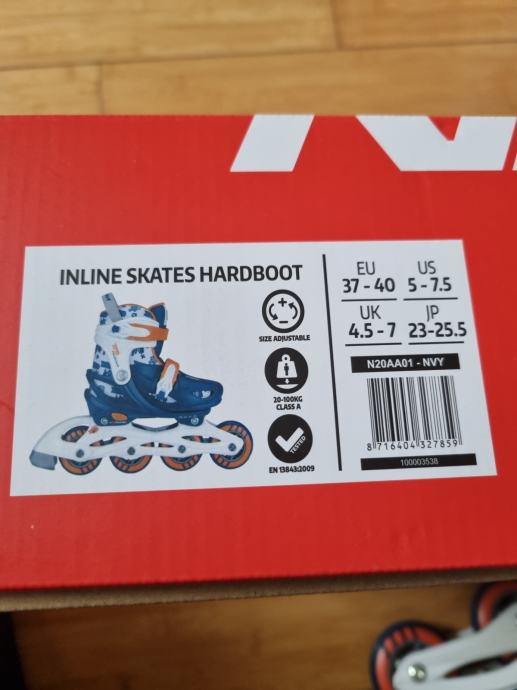 INLINE SKATES HARDBOOT
SIZE ADJUSTABLE
20-100KG
CLASS A
TESTED
EN 13843:2009
EU
37 - 40
US
5 - 7.5
UK
4.5 - 7
JP
23-25.5
N20AA01 - NVY
8 716404 327859
100003538